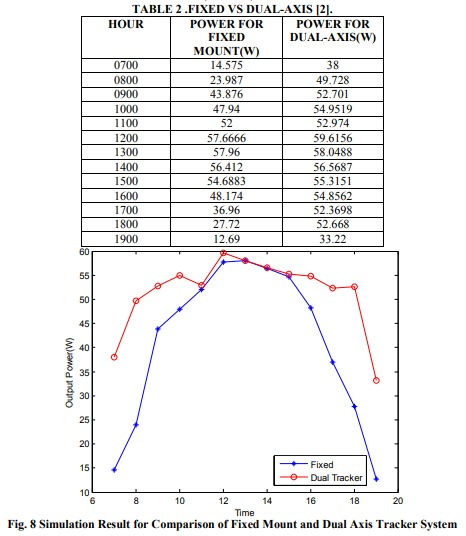 TABLE 2 .FIXED VS DUAL-AXIS [2].
HOUR POWER FOR FIXED MOUNT(W) POWER FOR DUAL-AXIS(W)
0700 14.575 38
0800 23.987 49.728
0900 43.876 52.701
1000 47.94 54.9519
1100 52 52.974
1200 57.6666 59.6156
1300 57.96 58.0488
1400 56.412 56.5687
1500 54.6883 55.3151
1600 48.174 54.8562
1700 36.96 52.3698
1800 27.72 52.668
1900 12.69 33.22
60
55
50
45
40
35
30
25
20
15
10
Output Power(W)
Fixed
Dual Tracker
6 8 10 12 14 16 18 20
Time
Fig. 8 Simulation Result for Comparison of Fixed Mount and Dual Axis Tracker System